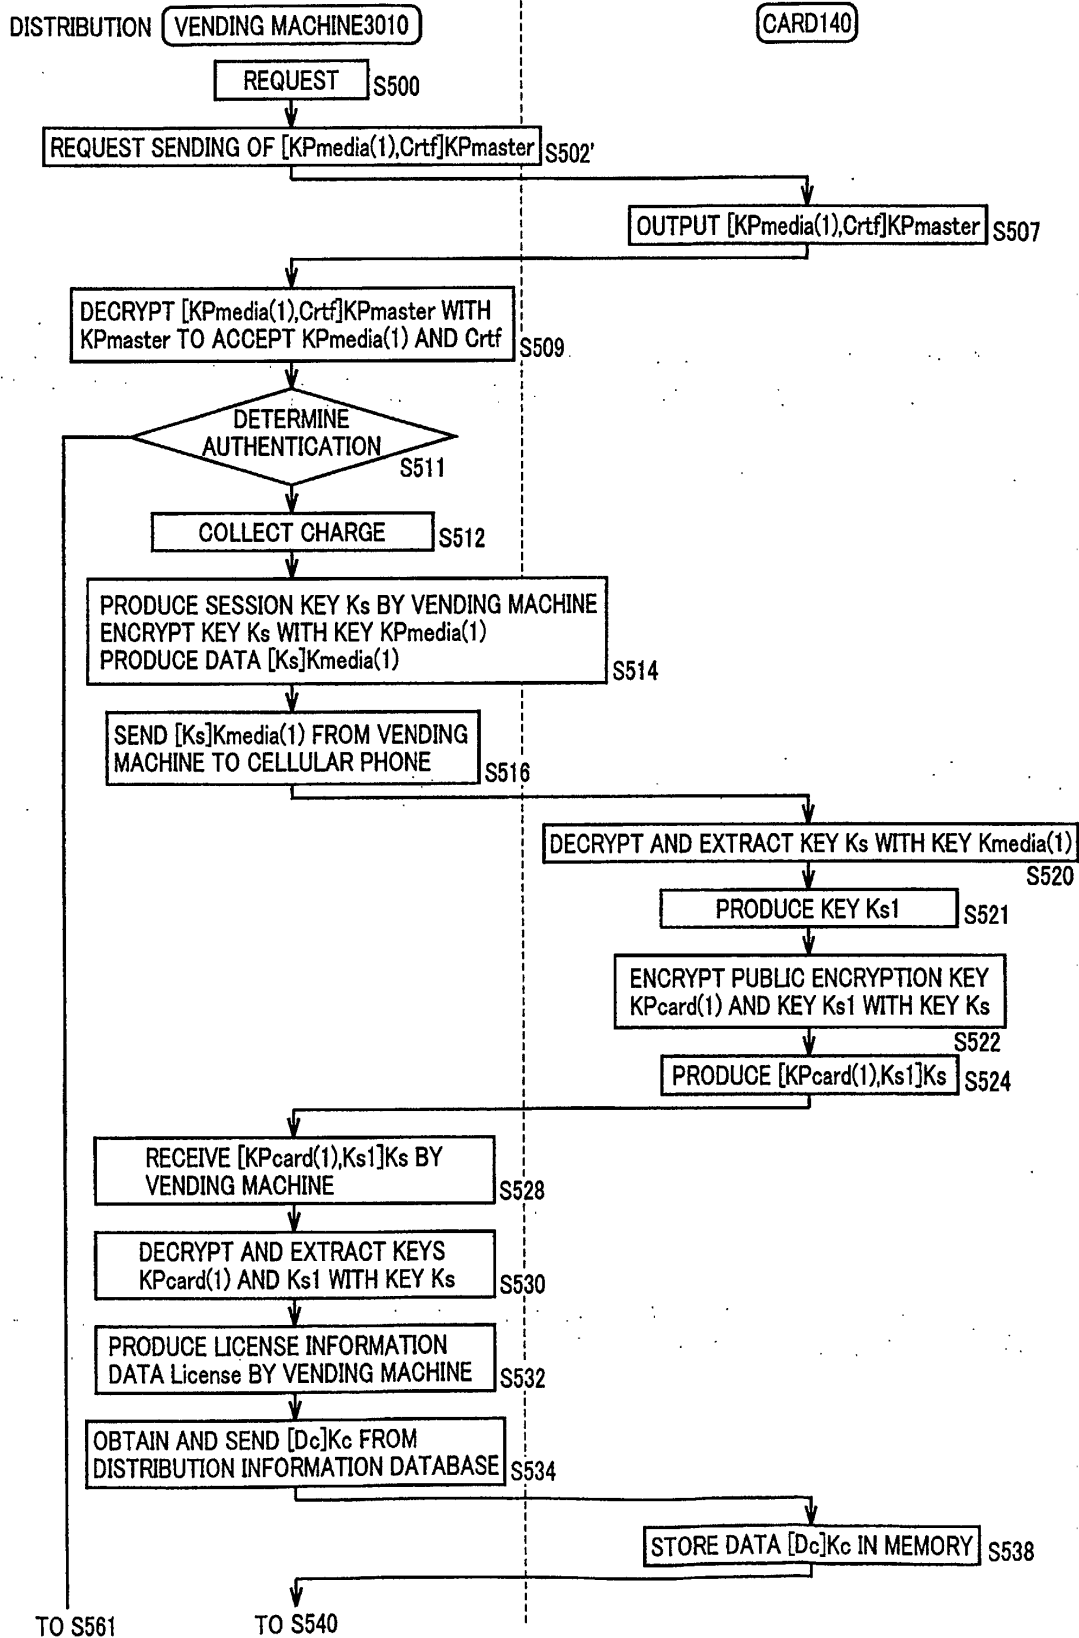 DISTRIBUTION VENDING MACHINE3010
CARD140
REQUEST S500
REQUEST SENDING OF [KPmedia(1),Crtf]KPmaster S502'
OUTPUT [KPmedia(1),Crtf]KPmaster S507
DECRYPT [KPmedia(1),Crtf]KPmaster WITH
KPmaster TO ACCEPT KPmedia(1) AND Crtf
S509
DETERMINE
AUTHENTICATION
S511
COLLECT CHARGE S512
PRODUCE SESSION KEY Ks BY VENDING MACHINE
ENCRYPT KEY Ks WITH KEY KPmedia(1)
PRODUCE DATA [Ks]Kmedia(1)
S514
SEND [Ks]Kmedia(1) FROM VENDING
MACHINE TO CELLULAR PHONE
S516
DECRYPT AND EXTRACT KEY Ks WITH KEY Kmedia(1)
S520
PRODUCE KEY Ks1 S521
ENCRYPT PUBLIC ENCRYPTION KEY
KPcard(1) AND KEY Ks1 WITH KEY Ks
S522
PRODUCE [KPcard(1),Ks1]Ks S524
RECEIVE [KPcard(1),Ks1]Ks BY
VENDING MACHINE
S528
DECRYPT AND EXTRACT KEYS
KPcard(1) AND Ks1 WITH KEY Ks
S530
PRODUCE LICENSE INFORMATION
DATA License BY VENDING MACHINE
S532
OBTAIN AND SEND [Dc]Kc FROM
DISTRIBUTION INFORMATION DATABASE
S534
STORE DATA [Dc]Kc IN MEMORY S538
TO S561
TO S540